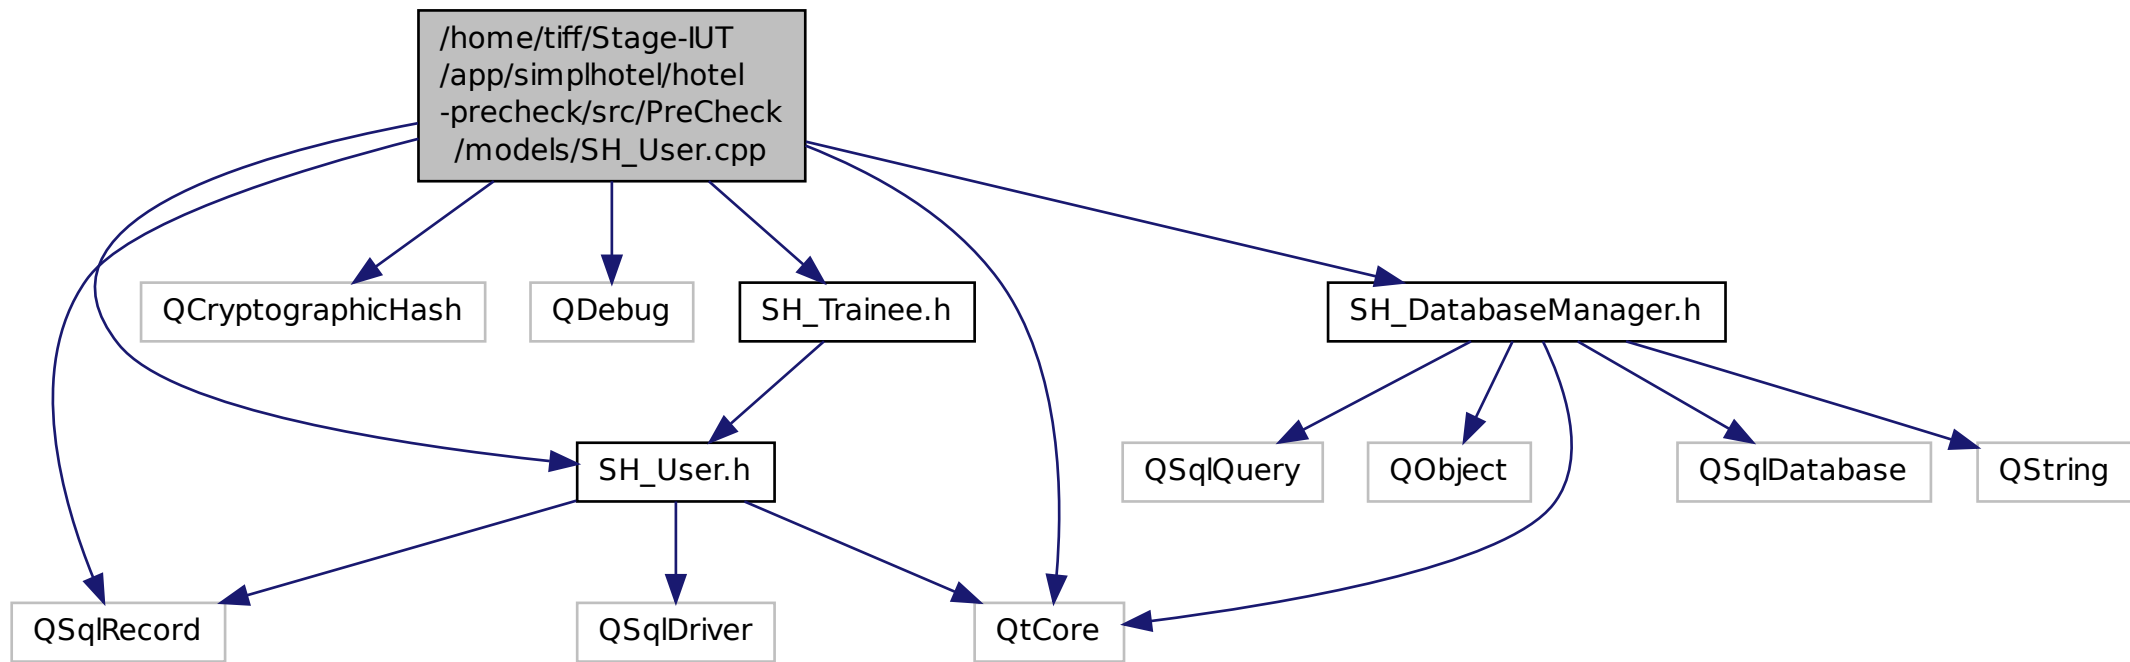 /home/tiff/Stage-IUT
/app/simplhotel/hotel
-precheck/src/PreCheck
/models/SH_User.cpp
QCryptographicHash
QDebug
SH_Trainee.h
SH_DatabaseManager.h
SH_User.h
QSqlQuery
QObject
QSqlDatabase
QString
QSqlRecord
QSqlDriver
QtCore